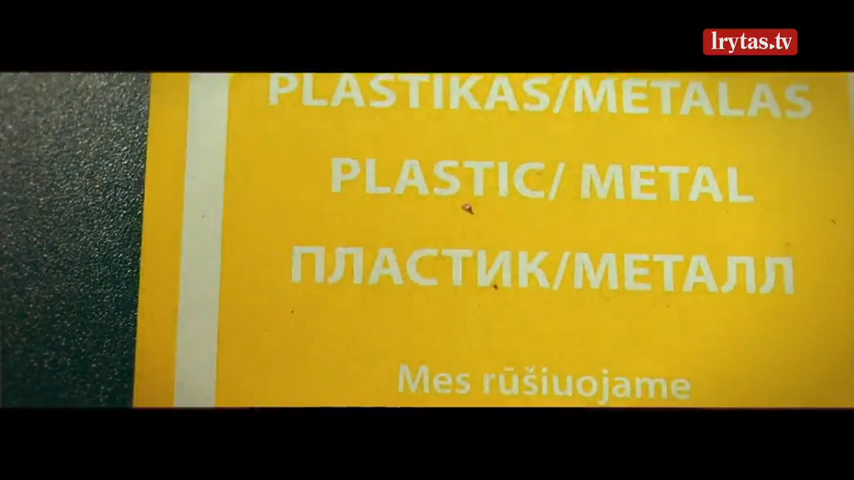 lrytas.tv
PLASTIKAS/METALAS
PLASTIC/ METAL
ПЛАСТИК/МЕТАЛЛ
Mes rūšiuojame